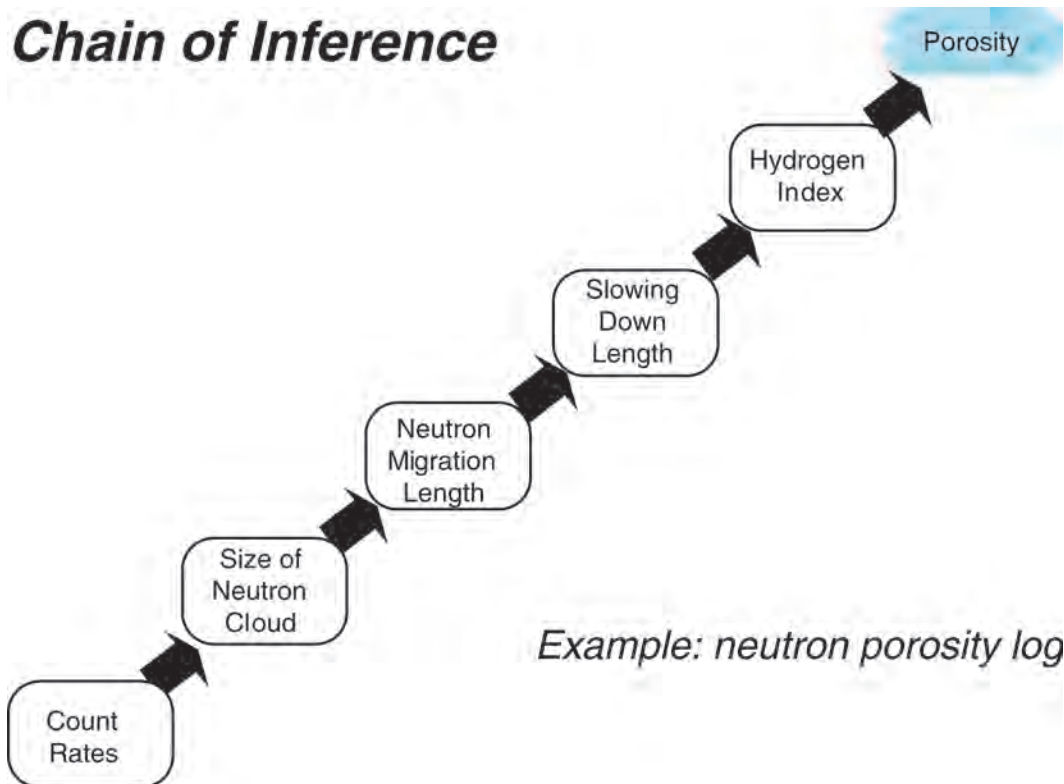 Chain of Inference
Porosity
Hydrogen
Index
Slowing
Down
Length
Neutron
Migration
Length
Size of
Neutron
Cloud
Example: neutron porosity log
Count
Rates